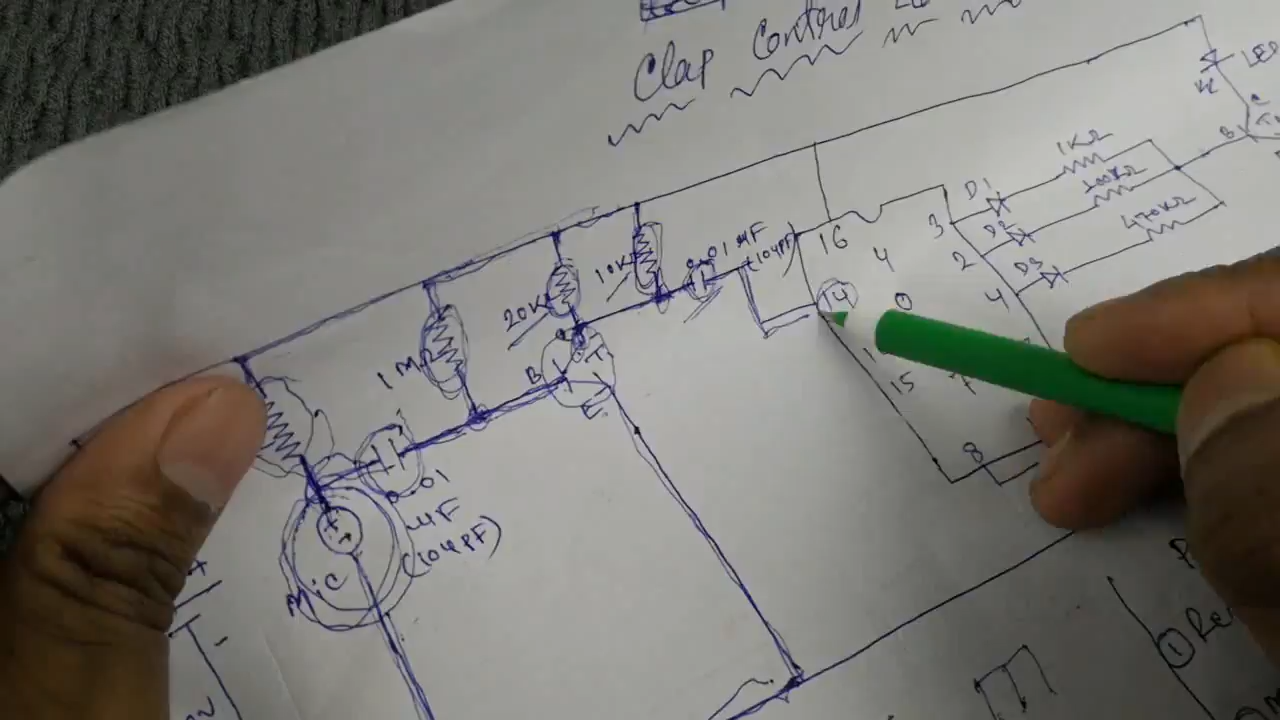 Clap Control
LED
K
C
B
1KΩ
100KΩ
470KΩ
D1
D2
D3
3
2
4
16
4
0
14
15
7
8
0.01 µF
(104PF)
10K
20K
1MΩ
B
T
E
0.01
µF
(104PF)
+
-
Mic
+
-
①Re